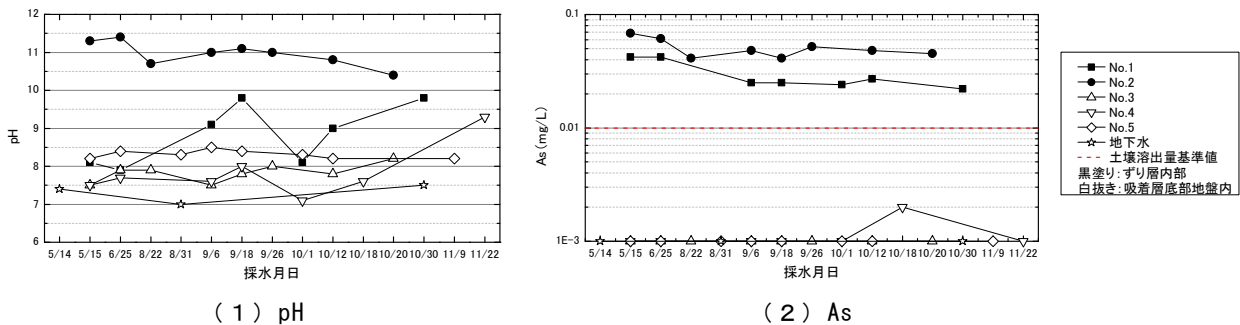 12
11
10
9
8
7
6
pH
5/14 5/15 6/25 8/22 8/31 9/6 9/18 9/26 10/1 10/12 10/18 10/20 10/30 11/9 11/22
採水月日
(1) pH
0.1
0.01
1E-3
As(mg/L)
5/14 5/15 6/25 8/22 8/31 9/6 9/18 9/26 10/1 10/12 10/18 10/20 10/30 11/9 11/22
採水月日
(2) As
No.1
No.2
No.3
No.4
No.5
地下水
土壌溶出量基準値
黒塗り:ずり層内部
白抜き:吸着層底部地盤内